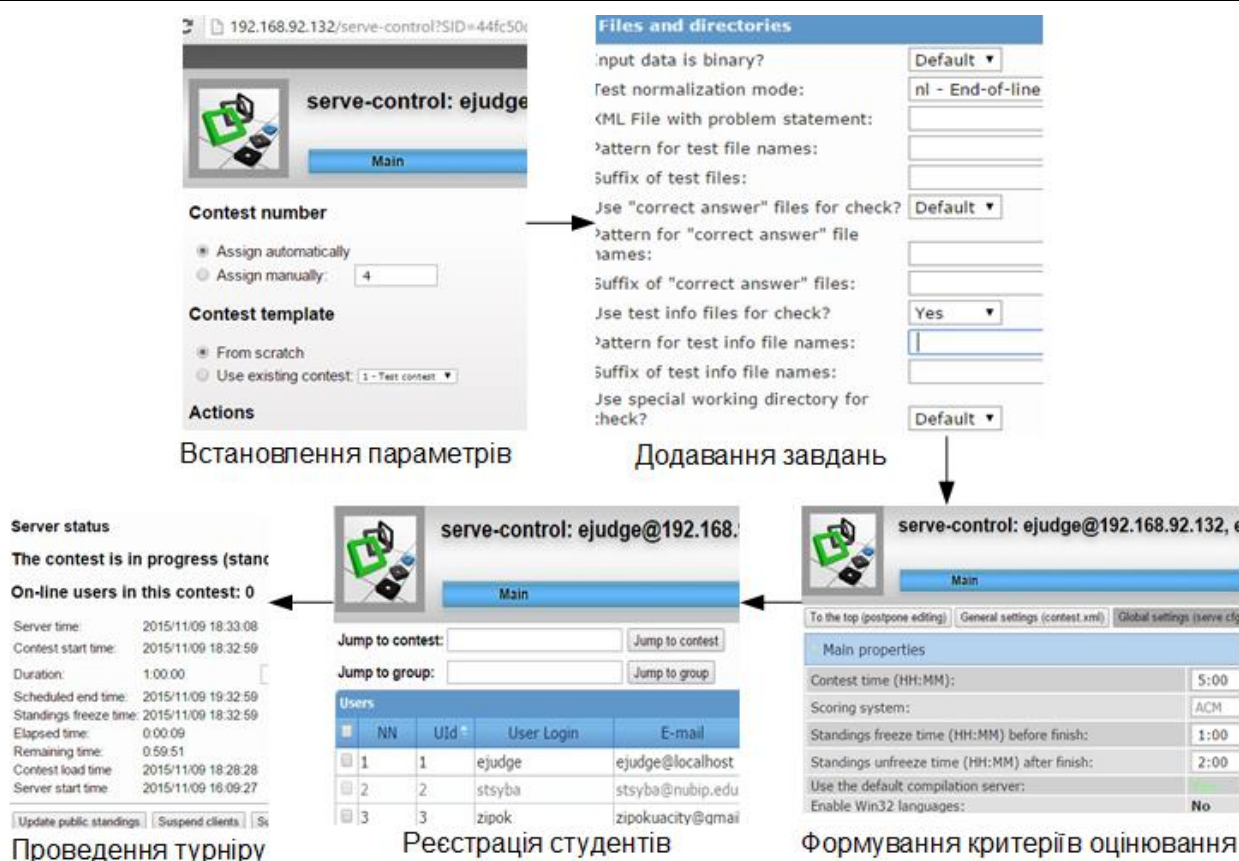 192.168.92.132/serve-control?SID=44fc50
serve-control: ejudge
Main
Contest number
Assign automatically
Assign manually: 4
Contest template
From scratch
Use existing contest: 1 - Test contest
Actions
Встановлення параметрів
Files and directories
nput data is binary? Default
Test normalization mode: nl - End-of-line
XML File with problem statement:
Pattern for test file names:
Suffix of test files:
Use "correct answer" files for check? Default
Pattern for "correct answer" file
names:
Suffix of "correct answer" files:
Use test info files for check? Yes
Pattern for test info file names:
Suffix of test info file names:
Use special working directory for
check? Default
Додавання завдань
Server status
The contest is in progress (stand
On-line users in this contest: 0
Server time: 2015/11/09 18:33:08
Contest start time: 2015/11/09 18:32:59
Duration: 1:00:00
Scheduled end time: 2015/11/09 19:32:59
Standings freeze time: 2015/11/09 18:32:59
Elapsed time: 0:00:09
Remaining time: 0:59:51
Contest load time 2015/11/09 18:28:28
Server start time 2015/11/09 16:09:27
Update public standings Suspend clients
Проведення турніру
serve-control: ejudge@192.168.
Main
Jump to contest: Jump to contest
Jump to group: Jump to group
Users
NN UId User Login E-mail
1 1 ejudge ejudge@localhost
2 2 stsyba stsyba@nubip.edu
3 3 zipok zipokuacity@gmai
Реєстрація студентів
serve-control: ejudge@192.168.92.132, e
Main
To the top (postpone editing) General settings (contest.xml) Global settings (serve.cfg
Main properties
Contest time (HH:MM): 5:00
Scoring system: ACM
Standings freeze time (HH:MM) before finish: 1:00
Standings unfreeze time (HH:MM) after finish: 2:00
Use the default compilation server:
Enable Win32 languages: No
Формування критеріїв оцінювання